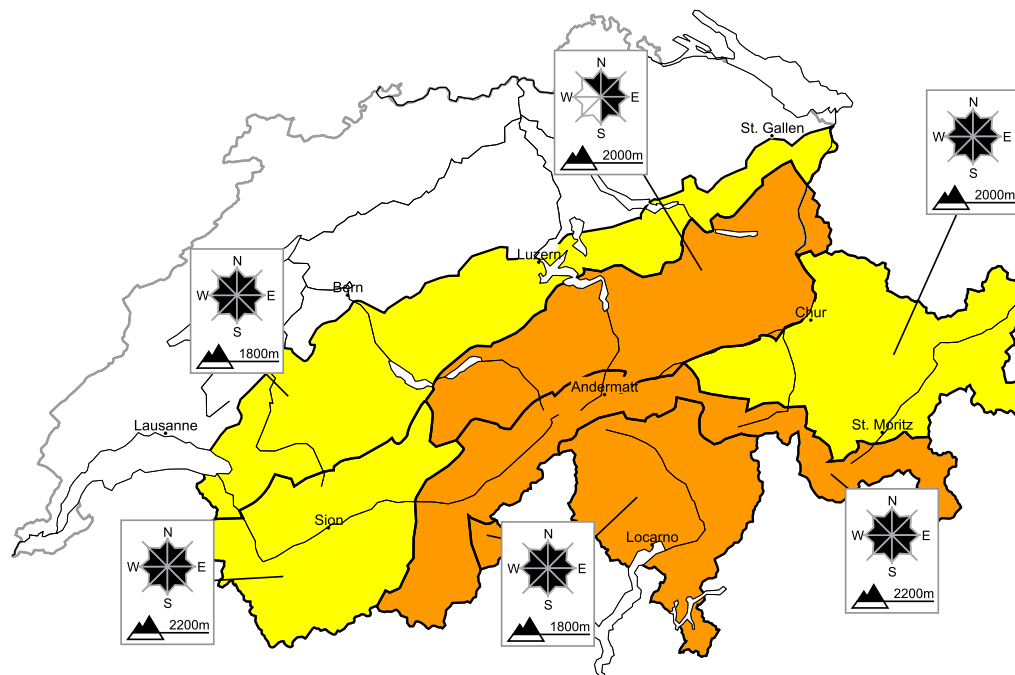 N
W E
S
2000m
St. Gallen
N
W E
S
2000m
Luzern
N
W E
S
1800m
Bern
Chur
Andermatt
Lausanne
St. Moritz
N
W E
S
2200m
Sion
N
W E
S
2200m
N
W E
S
1800m
Locarno